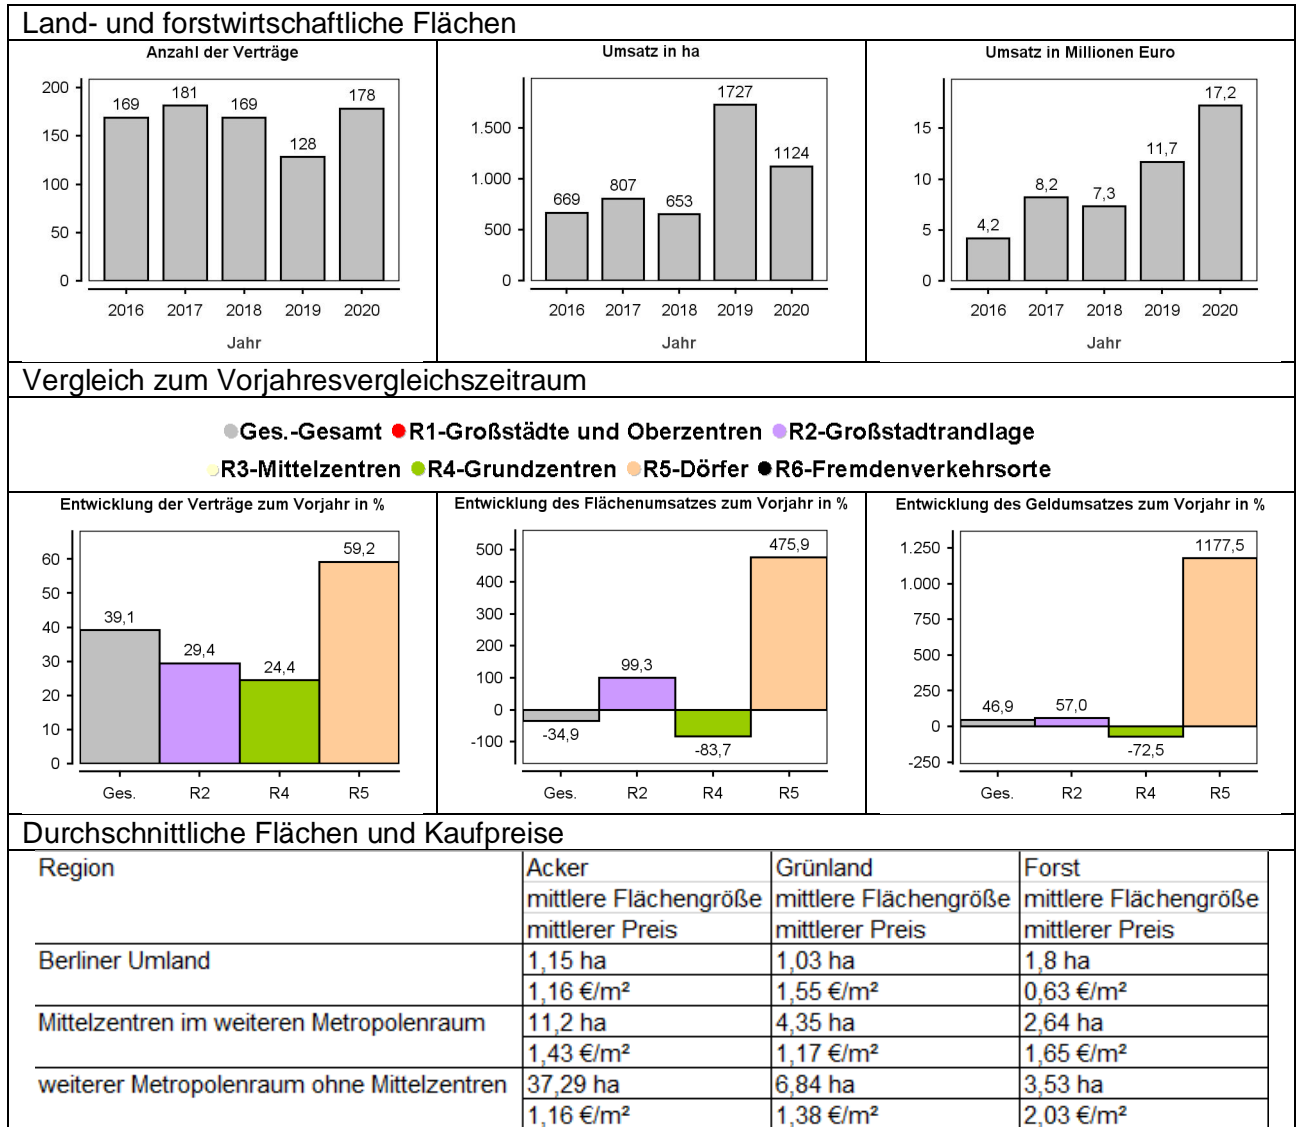 Land- und forstwirtschaftliche Flächen
Anzahl der Verträge
200
150
100
50
0
169
181
169
128
178
2016 2017 2018 2019 2020
Jahr
Umsatz in ha
1.500
1.000
500
0
669
807
653
1727
1124
2016 2017 2018 2019 2020
Jahr
Umsatz in Millionen Euro
15
10
5
0
4,2
8,2
7,3
11,7
17,2
2016 2017 2018 2019 2020
Jahr
Vergleich zum Vorjahresvergleichszeitraum
Ges.-Gesamt R1-Großstädte und Oberzentren R2-Großstadtrandlage
R3-Mittelzentren R4-Grundzentren R5-Dörfer R6-Fremdenverkehrsorte
Entwicklung der Verträge zum Vorjahr in %
60
50
40
30
20
10
0
39,1
29,4
24,4
59,2
Ges. R2 R4 R5
Entwicklung des Flächenumsatzes zum Vorjahr in %
500
400
300
200
100
0
-100
-34,9
99,3
-83,7
475,9
Ges. R2 R4 R5
Entwicklung des Geldumsatzes zum Vorjahr in %
1.250
1.000
750
500
250
0
-250
46,9
57,0
-72,5
1177,5
Ges. R2 R4 R5
Durchschnittliche Flächen und Kaufpreise
Region Acker Grünland Forst
mittlere Flächengröße mittlere Flächengröße mittlere Flächengröße
mittlerer Preis mittlerer Preis mittlerer Preis
Berliner Umland 1,15 ha 1,03 ha 1,8 ha
1,16 €/m² 1,55 €/m² 0,63 €/m²
Mittelzentren im weiteren Metropolenraum 11,2 ha 4,35 ha 2,64 ha
1,43 €/m² 1,17 €/m² 1,65 €/m²
weiterer Metropolenraum ohne Mittelzentren 37,29 ha 6,84 ha 3,53 ha
1,16 €/m² 1,38 €/m² 2,03 €/m²